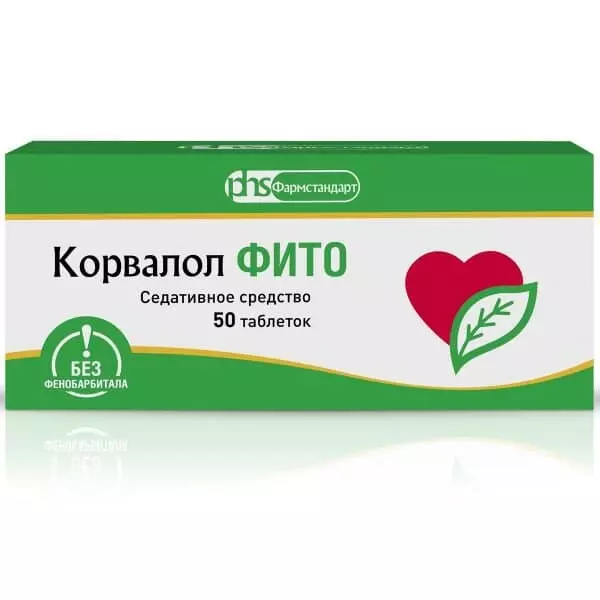 phs Фармстандарт
Корвалол ФИТО
Седативное средство
50 таблеток
БЕЗ
ФЕНОБАРБИТАЛА